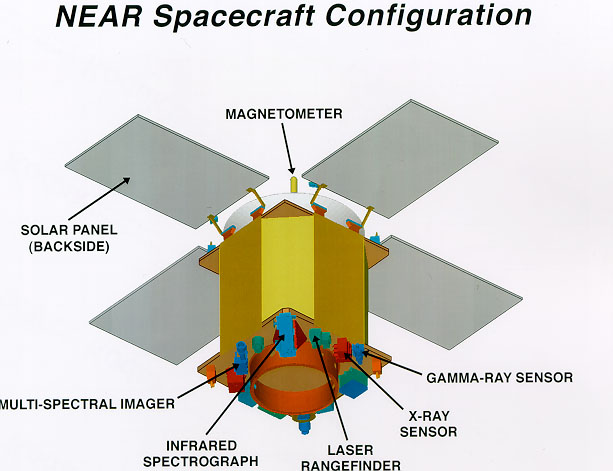 NEAR Spacecraft Configuration
MAGNETOMETER
SOLAR PANEL
(BACKSIDE)
GAMMA-RAY SENSOR
MULTI-SPECTRAL IMAGER
X-RAY
SENSOR
INFRARED
SPECTROGRAPH
LASER
RANGEFINDER